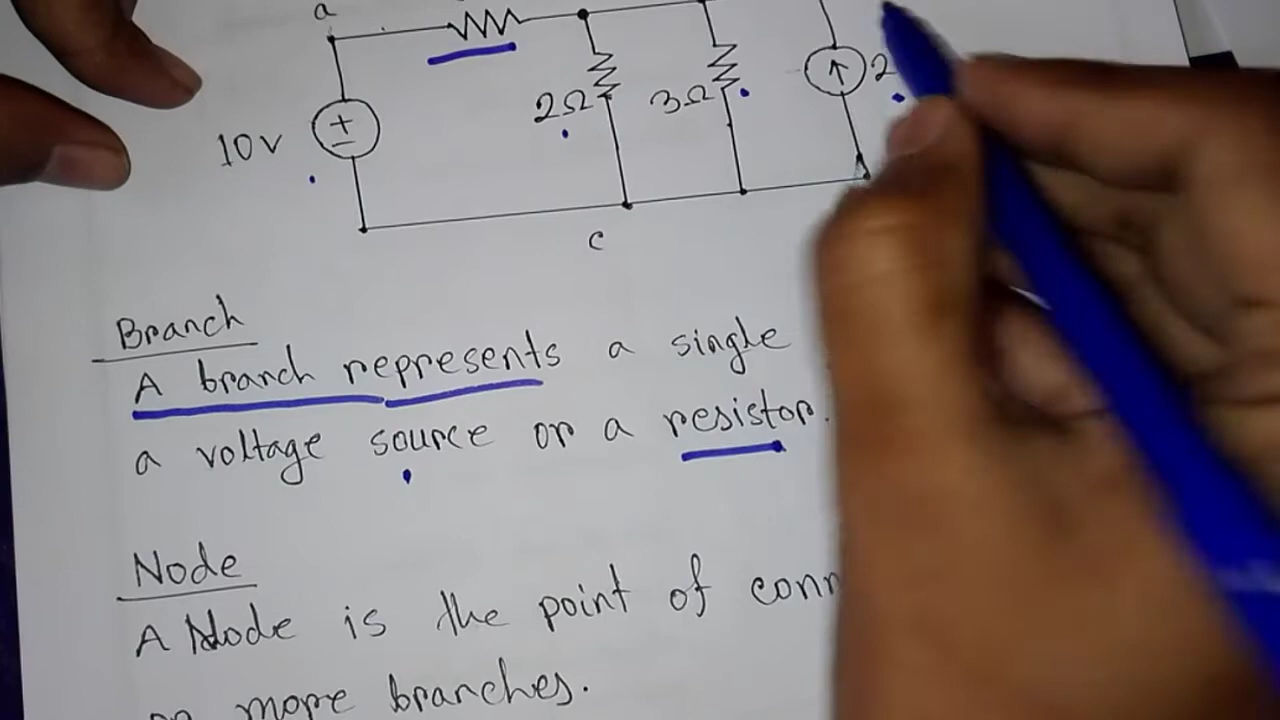 a
10v
2Ω
3Ω
2
c
Branch
A branch represents a single
a voltage source or a resistor.
Node
A Node is the point of
more branches.